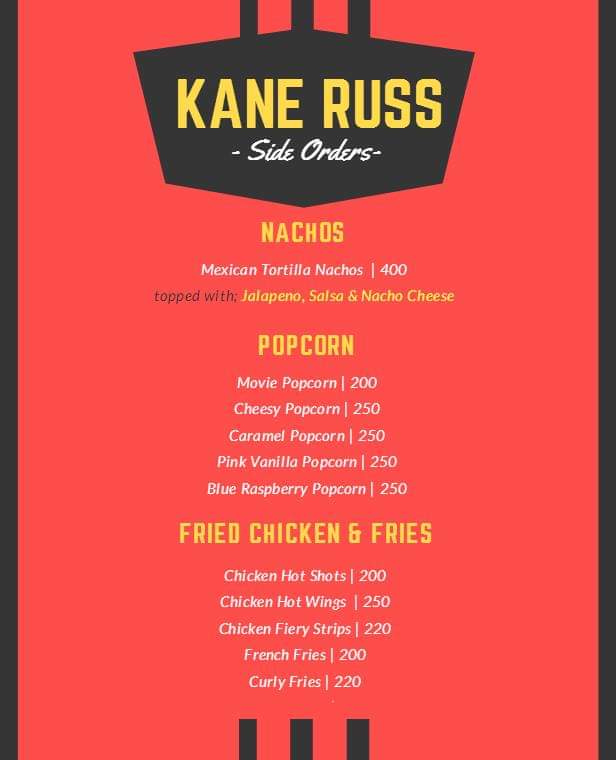 KANE RUSS
- Side Orders-
NACHOS
Mexican Tortilla Nachos | 400
topped with; Jalapeno, Salsa & Nacho Cheese
POPCORN
Movie Popcorn | 200
Cheesy Popcorn | 250
Caramel Popcorn | 250
Pink Vanilla Popcorn | 250
Blue Raspberry Popcorn | 250
FRIED CHICKEN & FRIES
Chicken Hot Shots | 200
Chicken Hot Wings | 250
Chicken Fiery Strips | 220
French Fries | 200
Curly Fries | 220